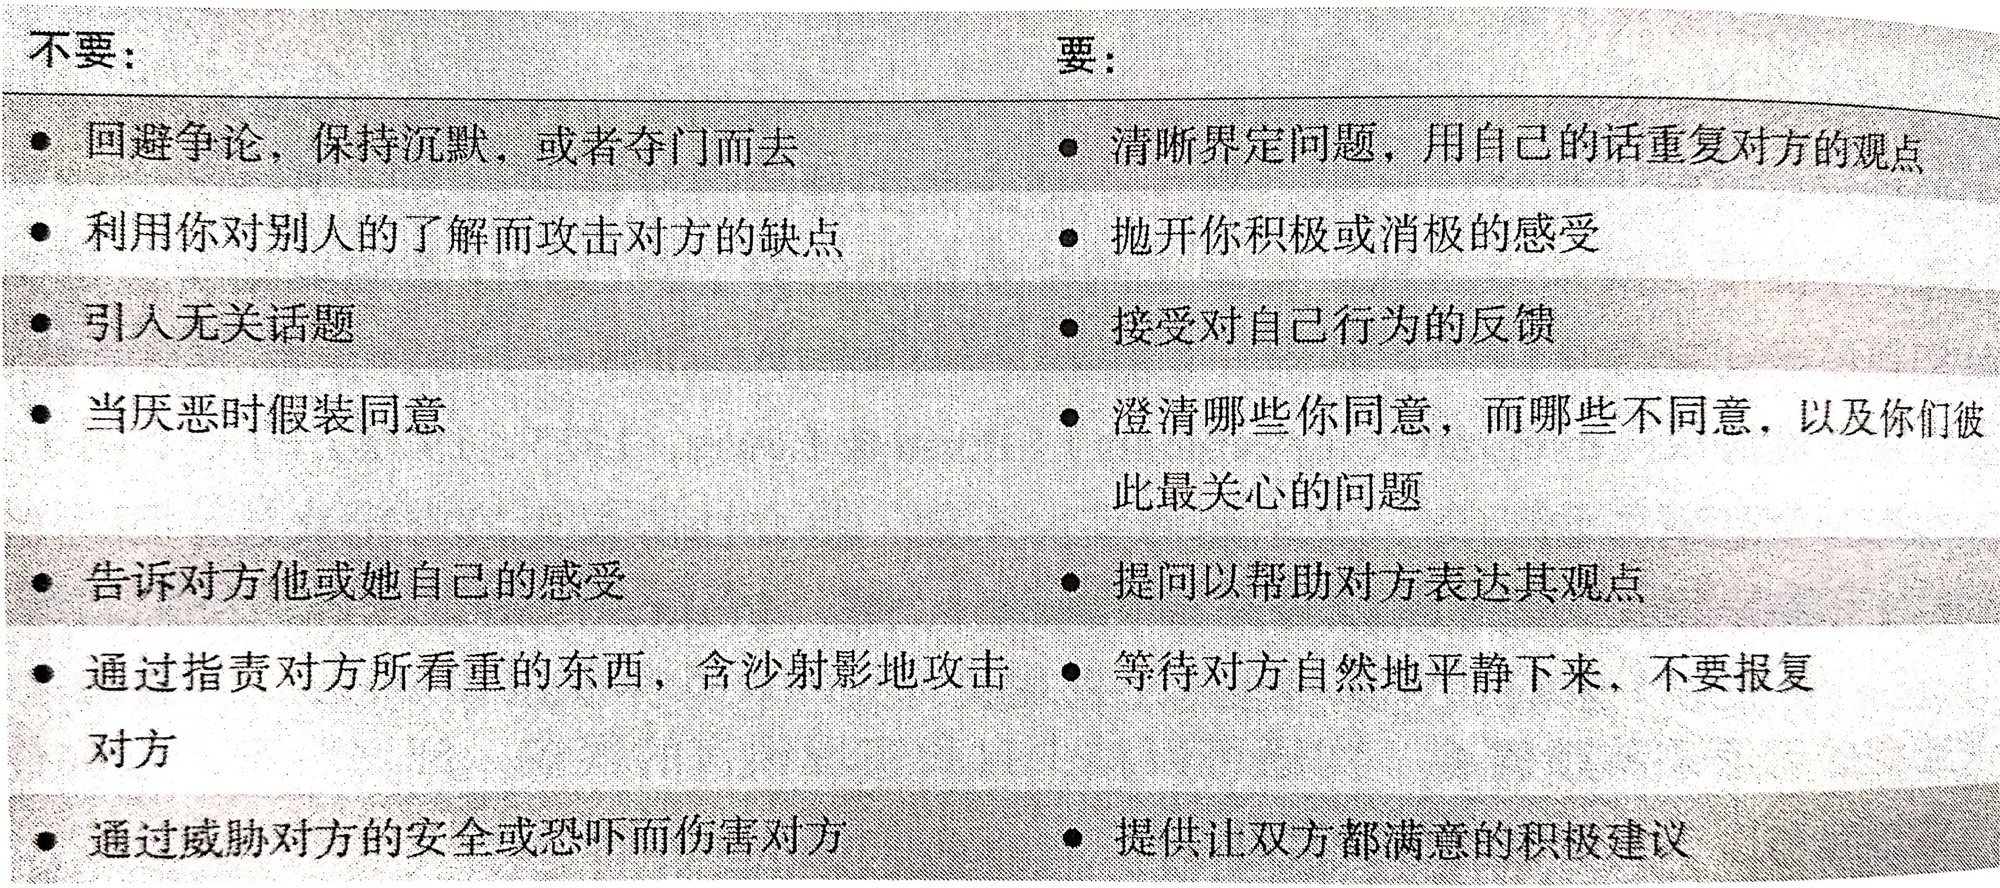 不要： 要：
● 回避争论，保持沉默，或者夺门而去 ● 清晰界定问题，用自己的话重复对方的观点
● 利用你对别人的了解而攻击对方的缺点 ● 抛开你积极或消极的感受
● 引人无关话题 ● 接受对自己行为的反馈
● 当厌恶时假装同意 ● 澄清哪些你同意，而哪些不同意，以及你们彼
此最关心的问题
● 告诉对方他或她自己的感受 ● 提问以帮助对方表达其观点
● 通过指责对方所看重的东西，含沙射影地攻击 ● 等待对方自然地平静下来，不要报复
对方
● 通过威胁对方的安全或恐吓而伤害对方 ● 提供让双方都满意的积极建议